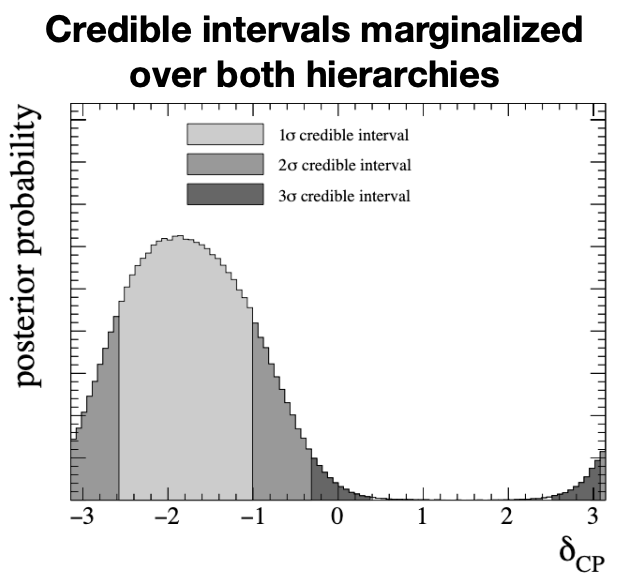 Credible intervals marginalized
over both hierarchies
posterior probability
1σ credible interval
2σ credible interval
3σ credible interval
−3 −2 −1 0 1 2 3
δCP